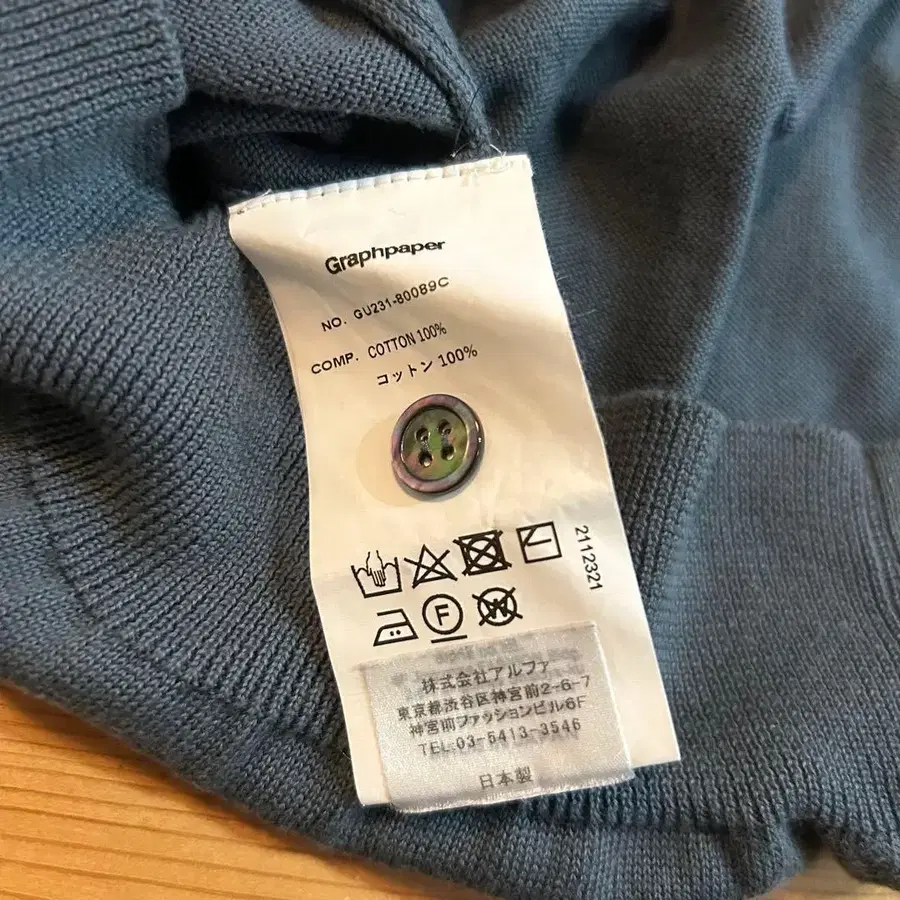 Graphpaper
NO. GU231-80089C
COMP. COTTON 100%
コットン 100%
2112321
F
W
株式会社アルファ
東京都渋谷区神宮前2-6-7
神宮前ファッションビル6F
TEL.03-5413-3546
日本製